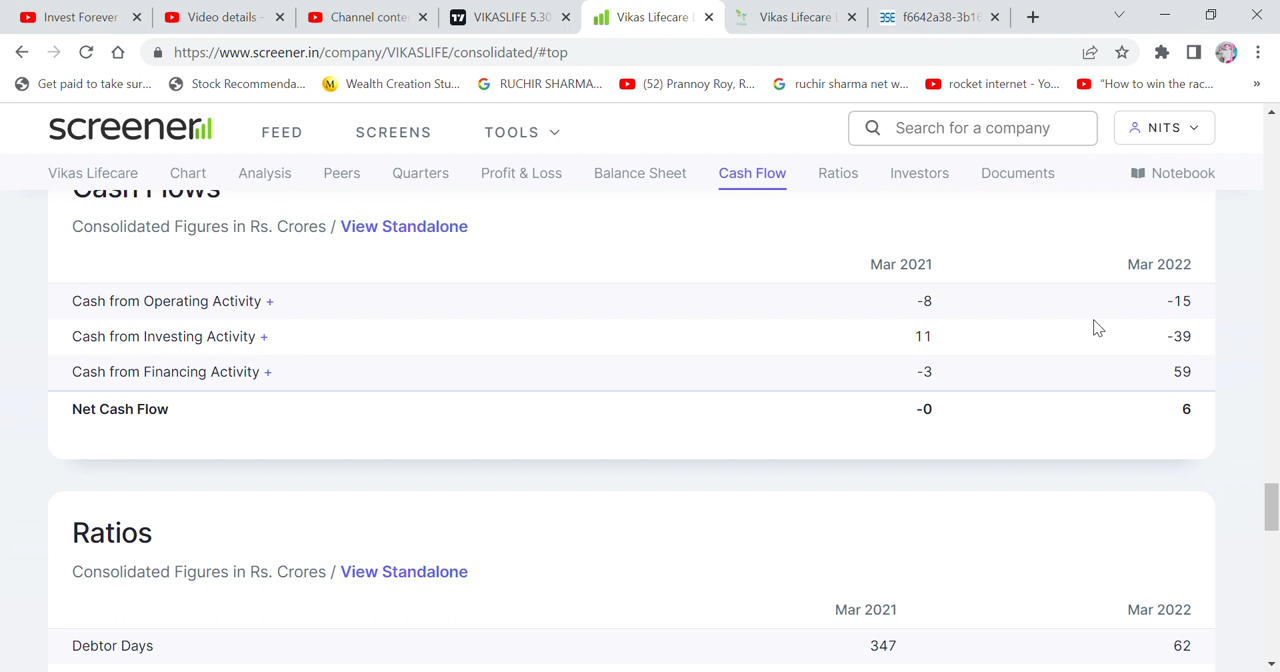 Invest Forever
Video details -
Channel conte
VIKASLIFE 5.30
Vikas Lifecare
Vikas Lifecare
f6642a38-3b16
https://www.screener.in/company/VIKASLIFE/consolidated/#top
Get paid to take sur...
Stock Recommenda...
Wealth Creation Stu...
RUCHIR SHARMA...
(52) Prannoy Roy, R...
ruchir sharma net w...
rocket internet - Yo...
"How to win the rac...
screener
FEED
SCREENS
TOOLS
Search for a company
NITS
Vikas Lifecare
Chart
Analysis
Peers
Quarters
Profit & Loss
Balance Sheet
Cash Flow
Ratios
Investors
Documents
Notebook
Cash Flows
Consolidated Figures in Rs. Crores / View Standalone
Mar 2021 Mar 2022
Cash from Operating Activity + -8 -15
Cash from Investing Activity + 11 -39
Cash from Financing Activity + -3 59
Net Cash Flow -0 6
Ratios
Consolidated Figures in Rs. Crores / View Standalone
Mar 2021 Mar 2022
Debtor Days 347 62